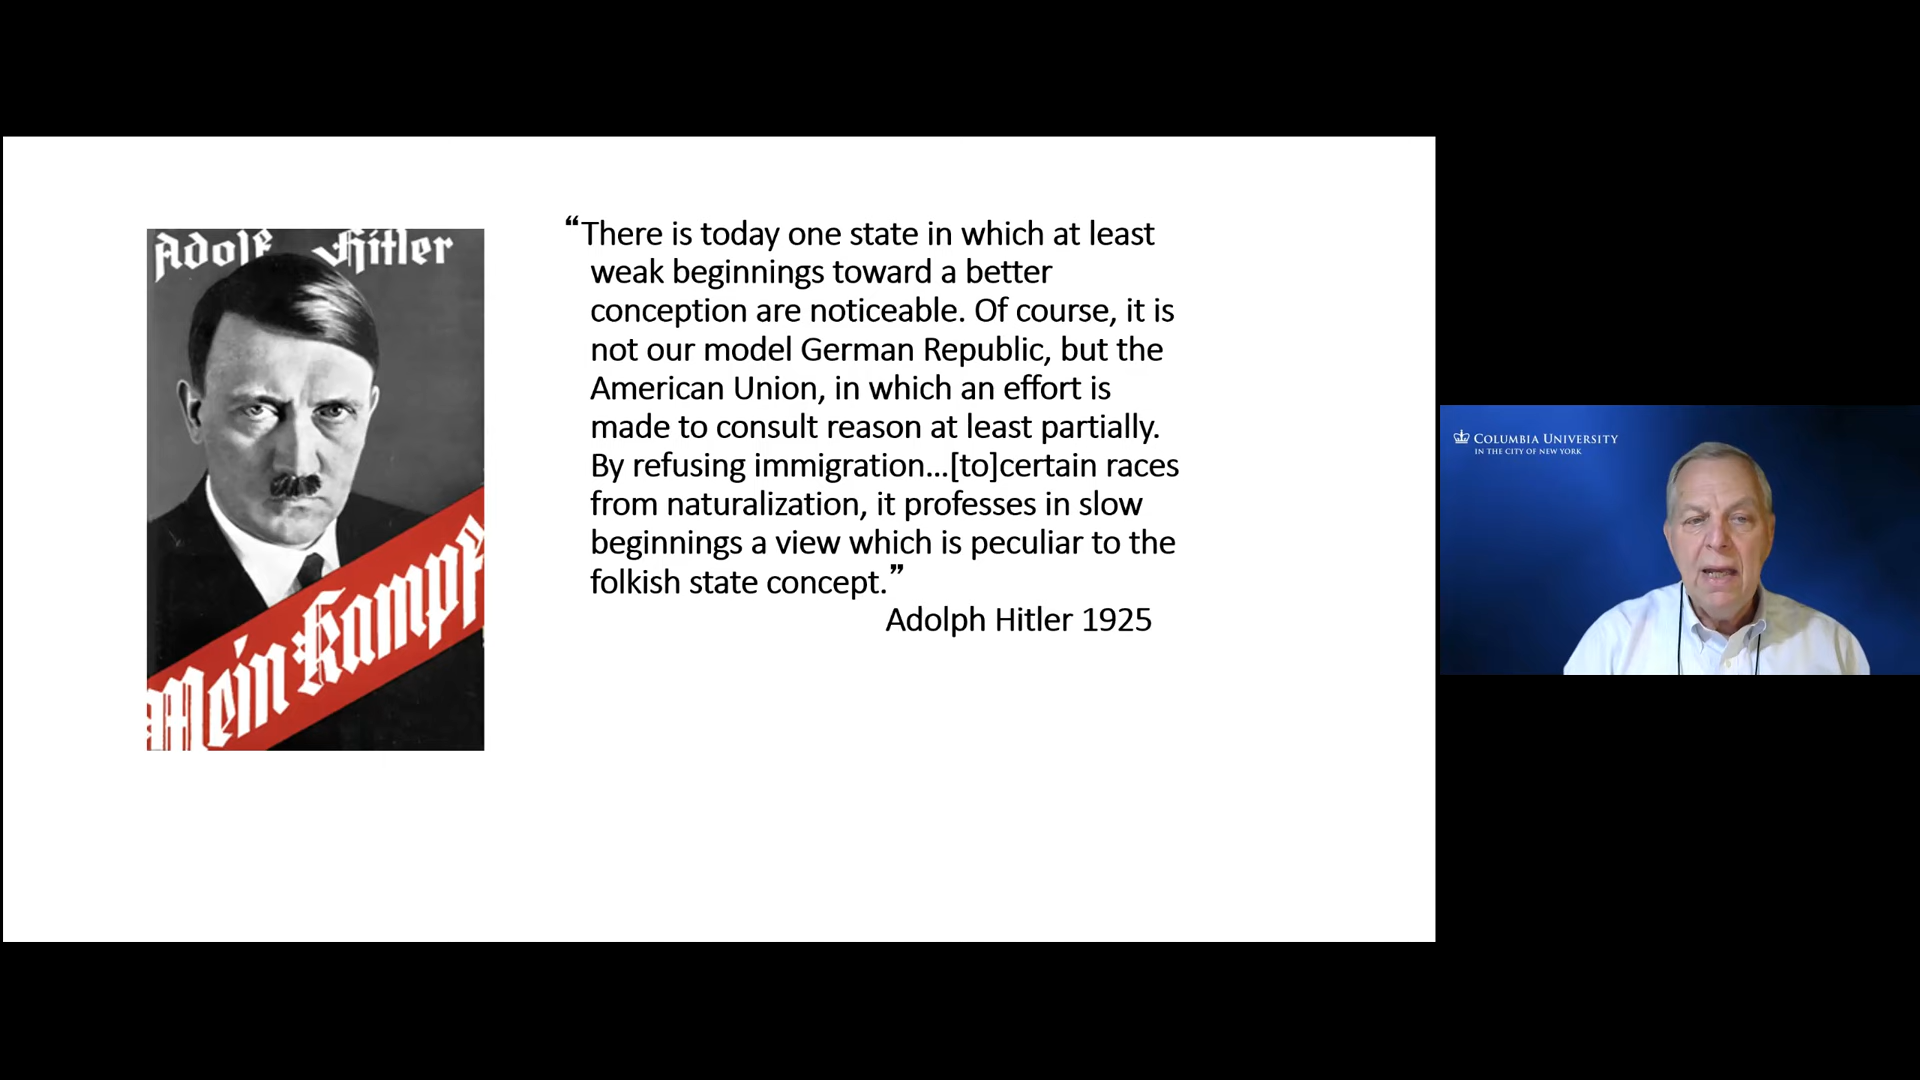 Adolf Hitler
Mein Kampf
“There is today one state in which at least
weak beginnings toward a better
conception are noticeable. Of course, it is
not our model German Republic, but the
American Union, in which an effort is
made to consult reason at least partially.
By refusing immigration...[to]certain races
from naturalization, it professes in slow
beginnings a view which is peculiar to the
folkish state concept.”
Adolph Hitler 1925
COLUMBIA UNIVERSITY
IN THE CITY OF NEW YORK